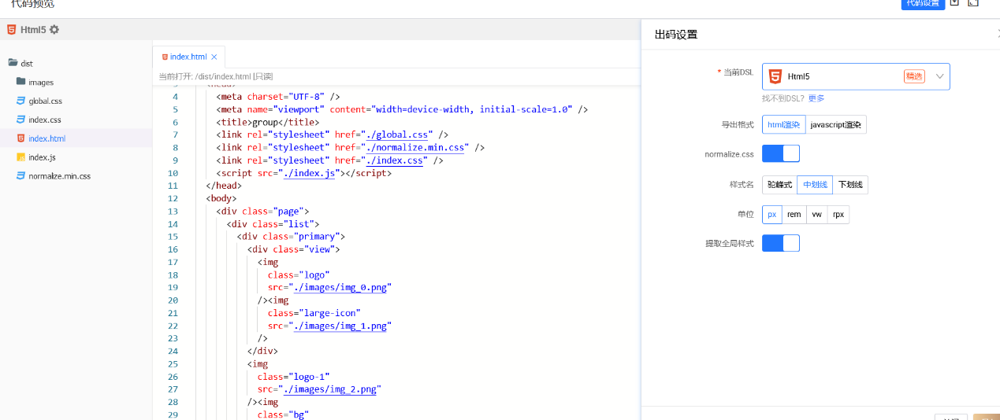 代码预览
代码设置
Html5
dist
images
global.css
index.css
index.html
index.js
normalize.min.css
index.html
当前打开: /dist/index.html [只读]
3 <head>
4 <meta charset="UTF-8" />
5 <meta name="viewport" content="width=device-width, initial-scale=1.0" />
6 <title>group</title>
7 <link rel="stylesheet" href="./global.css" />
8 <link rel="stylesheet" href="./normalize.min.css" />
9 <link rel="stylesheet" href="./index.css" />
10 <script src="./index.js"></script>
11 </head>
12 <body>
13 <div class="page">
14 <div class="list">
15 <div class="primary">
16 <div class="view">
17 <img
18 class="logo"
19 src="./images/img_0.png"
20 /><img
21 class="large-icon"
22 src="./images/img_1.png"
23 />
24 </div>
25 <img
26 class="logo-1"
27 src="./images/img_2.png"
28 /><img
29 class="bg"
出码设置
* 当前DSL
Html5
精选
找不到DSL? 更多
导出格式
html渲染
javascript渲染
normalize.css
样式名
驼峰式
中划线
下划线
单位
px
rem
vw
rpx
提取全局样式